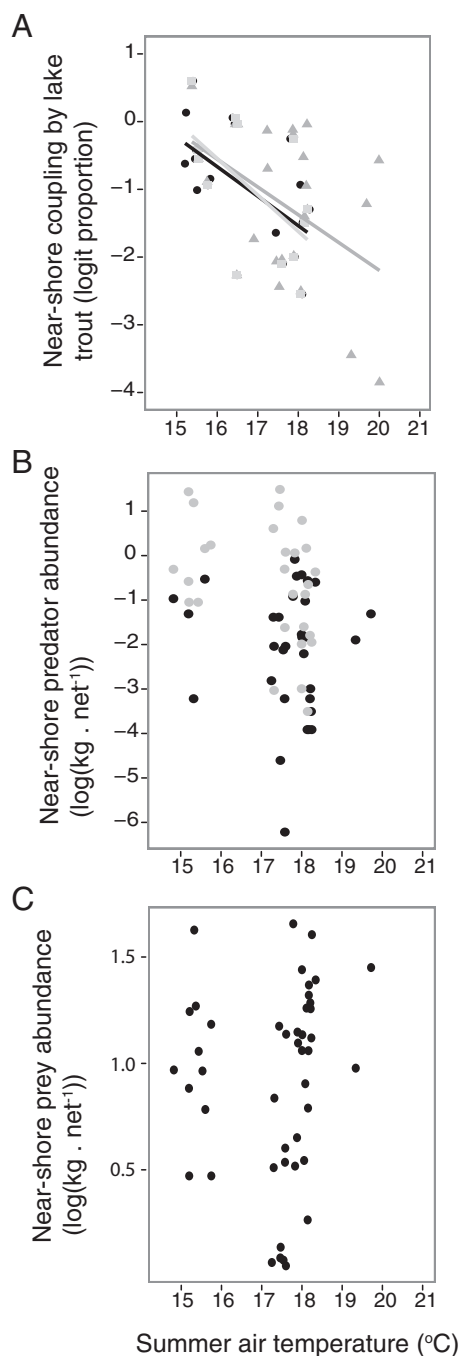 A
Near-shore coupling by lake
trout (logit proportion)
1
0
−1
−2
−3
−4
15 16 17 18 19 20 21
B
Near-shore predator abundance
(log(kg . net⁻¹))
1
0
−1
−2
−3
−4
−5
−6
15 16 17 18 19 20 21
C
Near-shore prey abundance
(log(kg . net⁻¹))
1.5
1.0
0.5
15 16 17 18 19 20 21
Summer air temperature (°C)